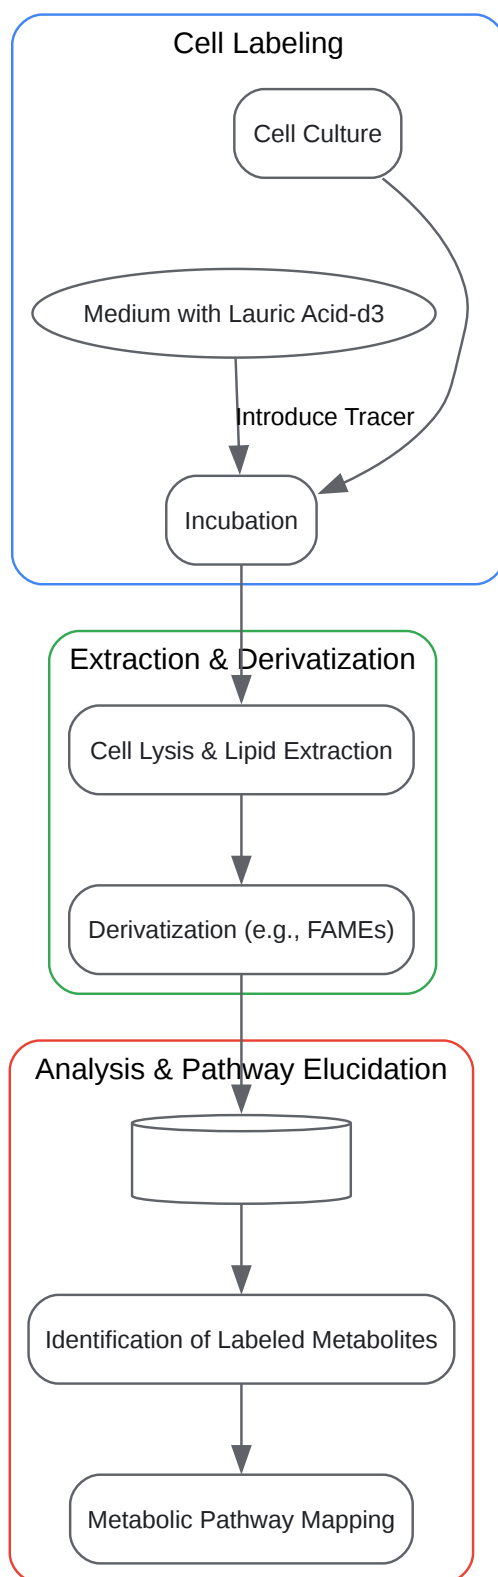 Cell Labeling
Cell Culture
Medium with Lauric Acid-d3
Introduce Tracer
Incubation
Extraction & Derivatization
Cell Lysis & Lipid Extraction
Derivatization (e.g., FAMEs)
Analysis & Pathway Elucidation
Identification of Labeled Metabolites
Metabolic Pathway Mapping